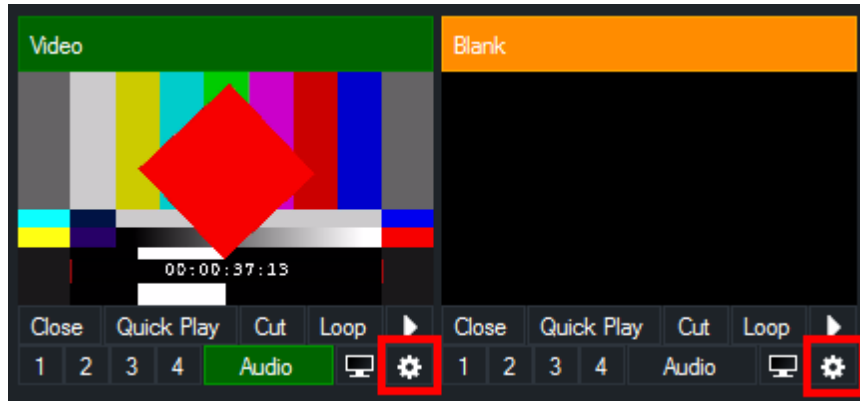 Video
Blank
00:00:37:13
Close Quick Play Cut Loop
Close Quick Play Cut Loop
1 2 3 4 Audio
1 2 3 4 Audio